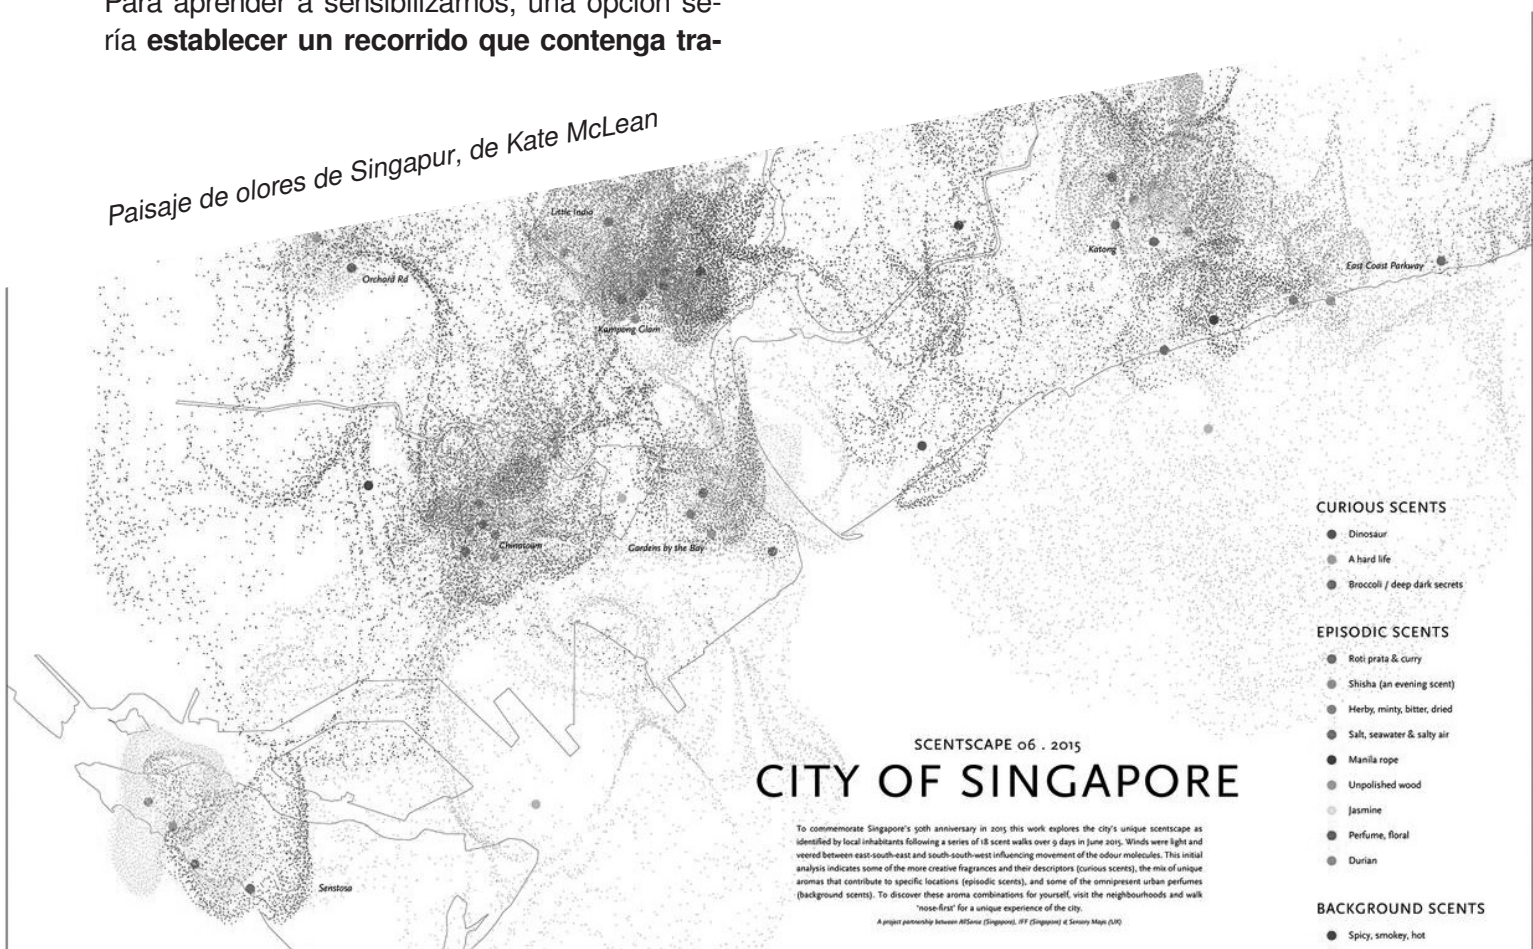 Para aprender a sensibilizarnos, una opción se-
ría establecer un recorrido que contenga tra-
Paisaje de olores de Singapur, de Kate McLean
Little India
Orchard Rd
Katong
East Coast Parkway
Kampong Glam
Chinatown
Gardens by the Bay
Senstosa
CURIOUS SCENTS
Dinosaur
A hard life
Broccoli / deep dark secrets
EPISODIC SCENTS
Roti prata & curry
Shisha (an evening scent)
Herby, minty, bitter, dried
Salt, seawater & salty air
Manila rope
Unpolished wood
Jasmine
Perfume, floral
Durian
BACKGROUND SCENTS
Spicy, smokey, hot
SCENTSCAPE 06 . 2015
CITY OF SINGAPORE
To commemorate Singapore's 50th anniversary in 2015 this work explores the city's unique scentscape as
identified by local inhabitants following a series of 18 scent walks over 9 days in June 2015. Winds were light and
veered between east-south-east and south-south-west influencing movement of the odour molecules. This initial
analysis indicates some of the more creative fragrances and their descriptors (curious scents), the mix of unique
aromas that contribute to specific locations (episodic scents), and some of the omnipresent urban perfumes
(background scents). To discover these aroma combinations for yourself, visit the neighbourhoods and walk
'nose-first' for a unique experience of the city.
A project partnership between (Singapore), IFF (Singapore) & Sensory Maps (UK)